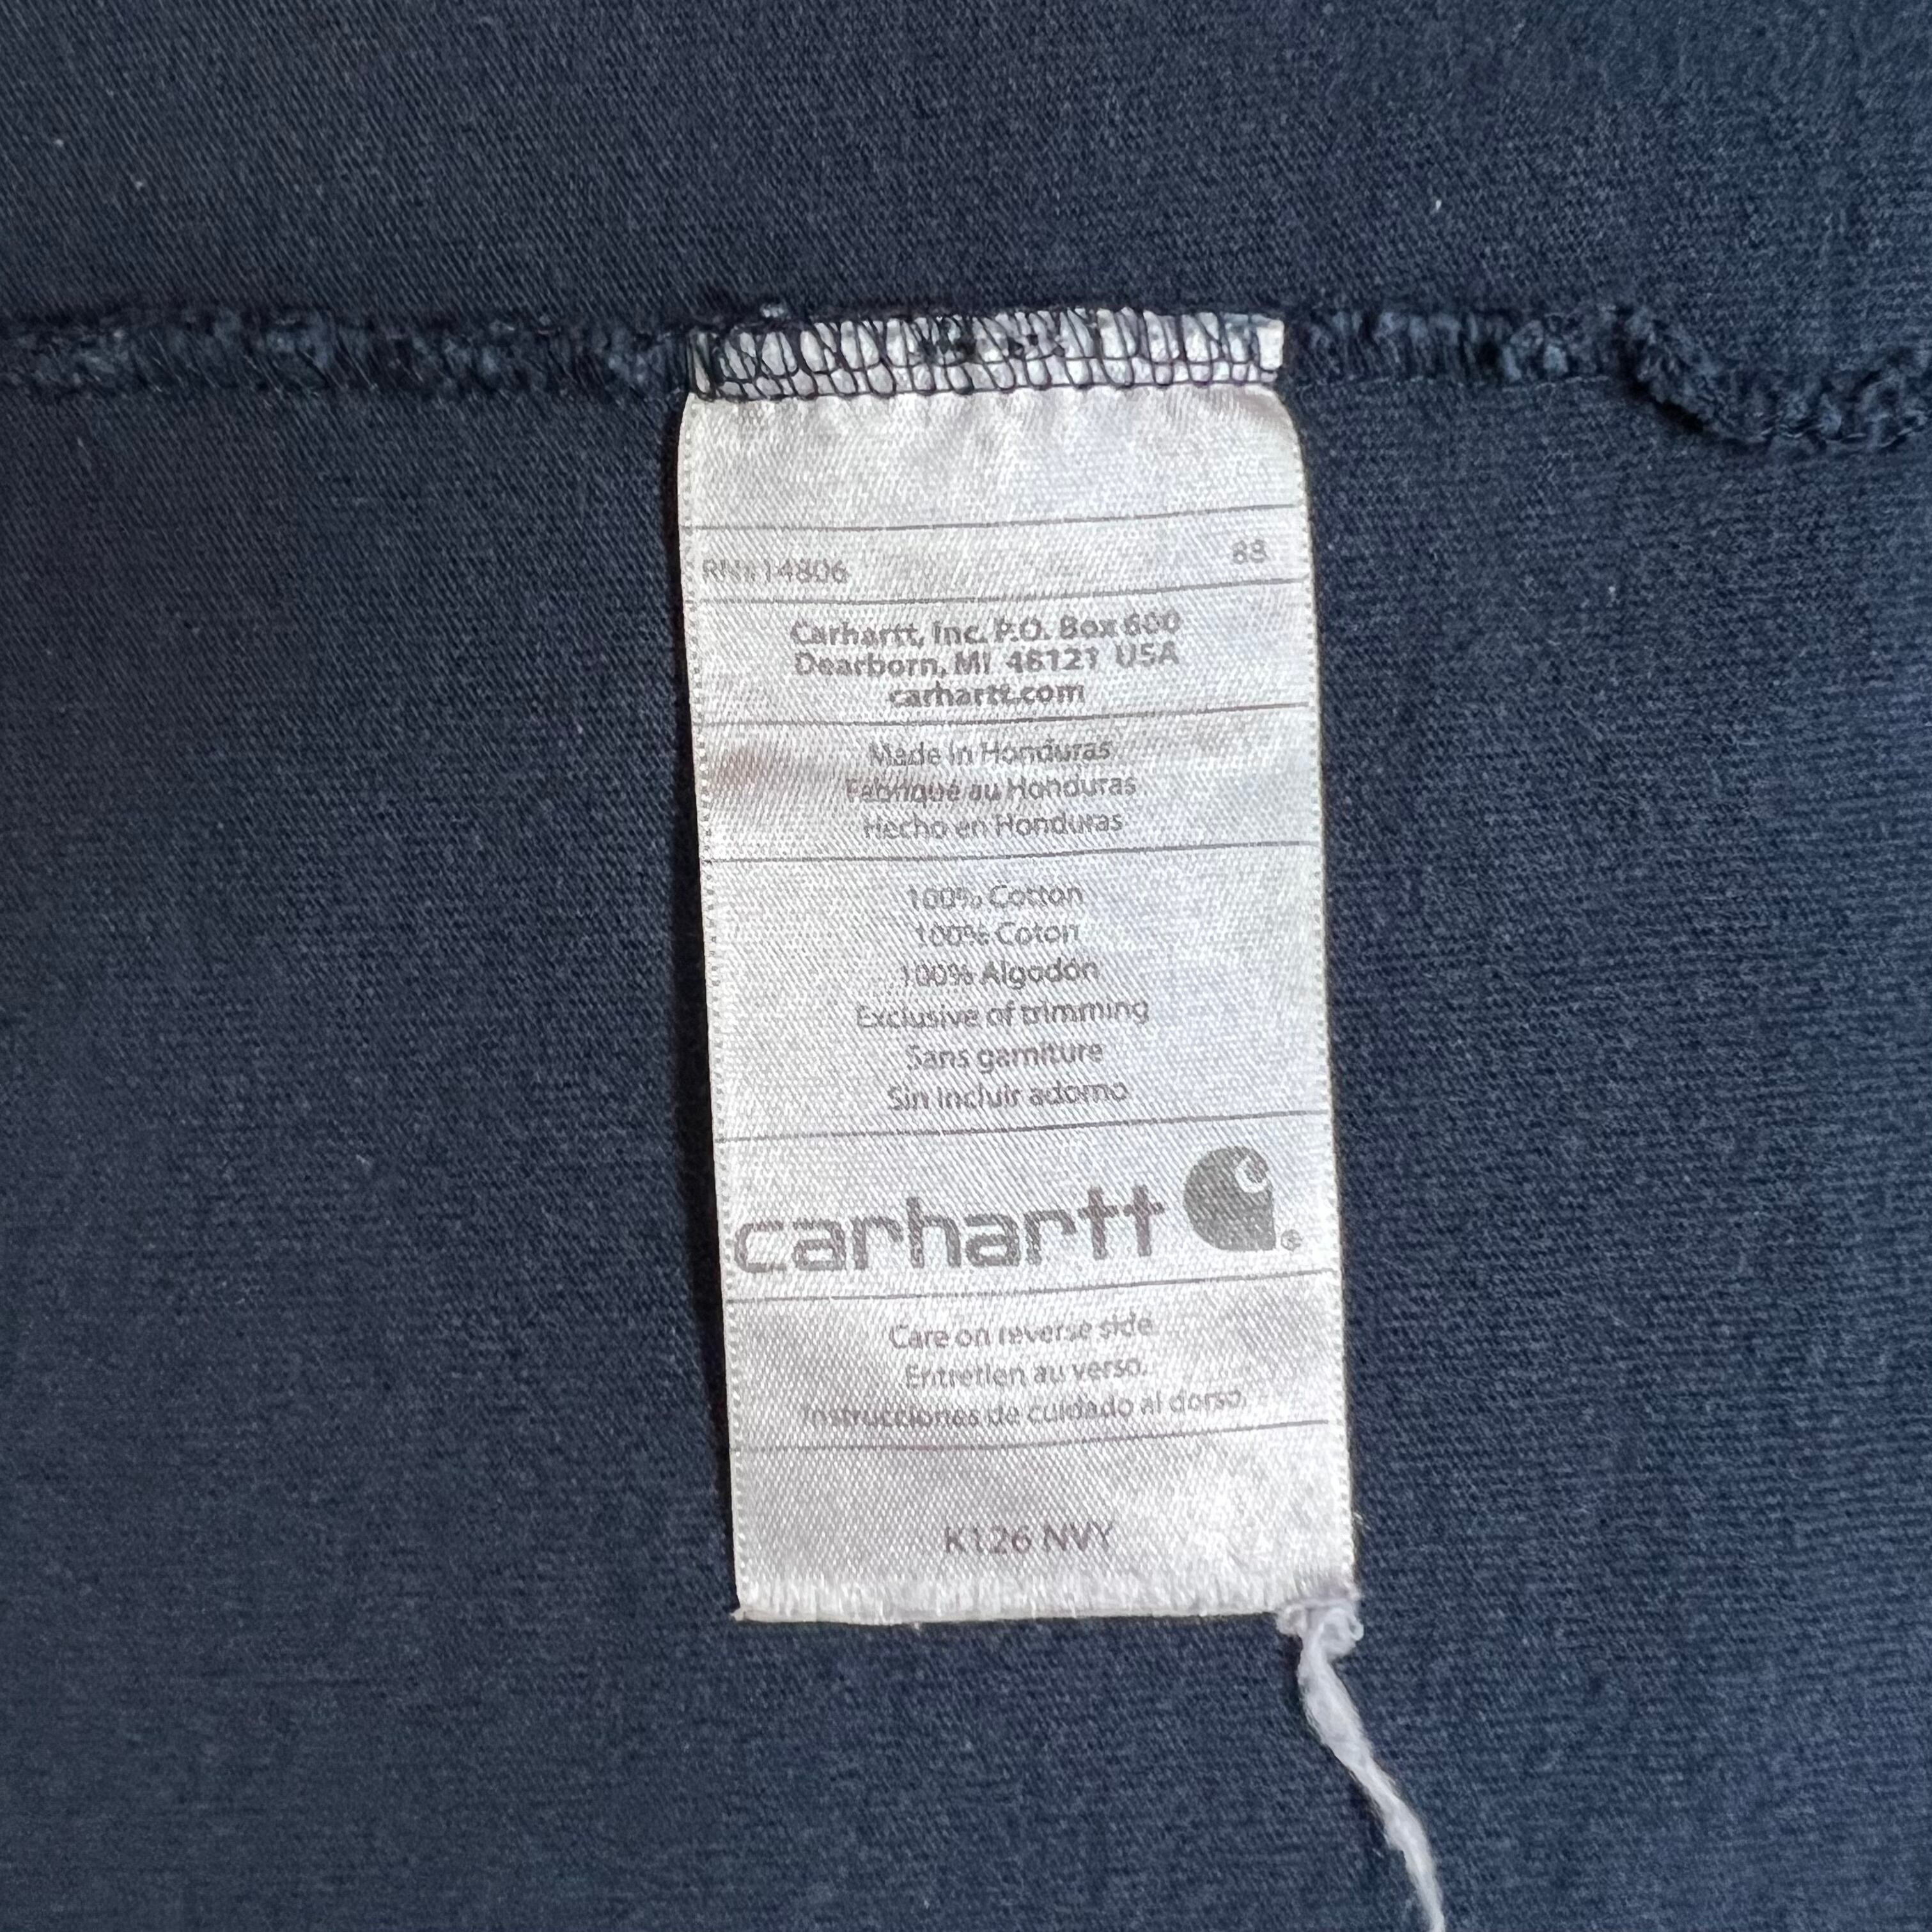 RN#14806 88
Carhartt, Inc. P.O. Box 600
Dearborn, MI 48121 USA
carhartt.com
Made in Honduras
Fabriqué au Honduras
Hecho en Honduras
100% Cotton
100% Coton
100% Algodón
Exclusive of trimming
Sans garniture
Sin incluir adorno
carhartt ®
Care on reverse side.
Entretien au verso.
Instrucciones de cuidado al dorso.
K126 NVY